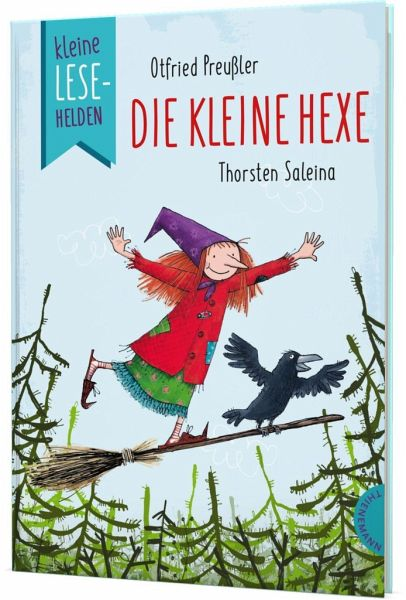 kleine
LESE-
HELDEN
Otfried Preußler
DIE KLEINE HEXE
Thorsten Saleina
THIENEMANN